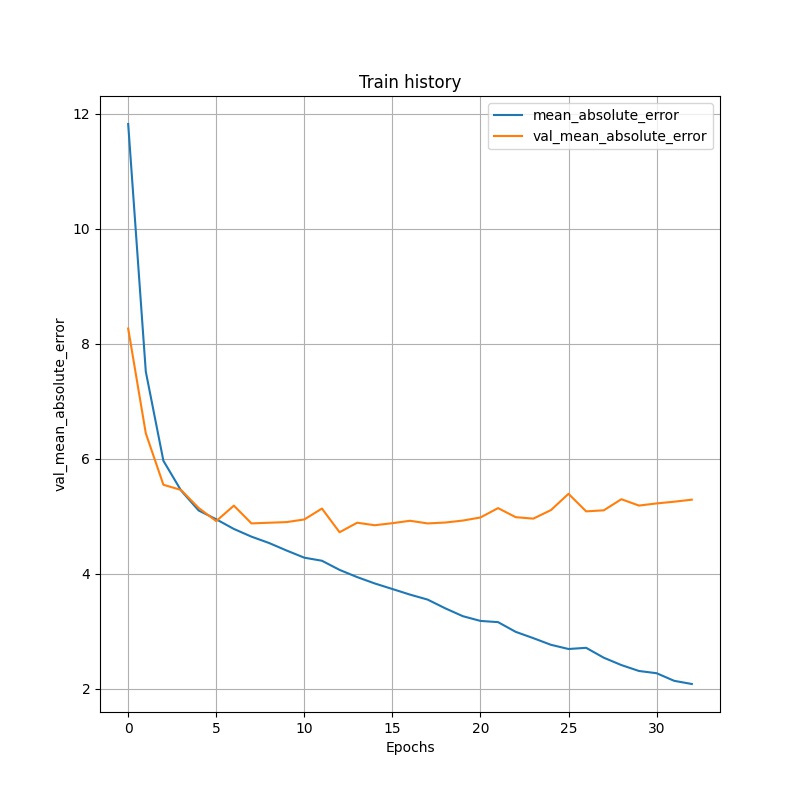 Train history
mean_absolute_error
val_mean_absolute_error
12
10
8
6
4
2
val_mean_absolute_error
0 5 10 15 20 25 30
Epochs